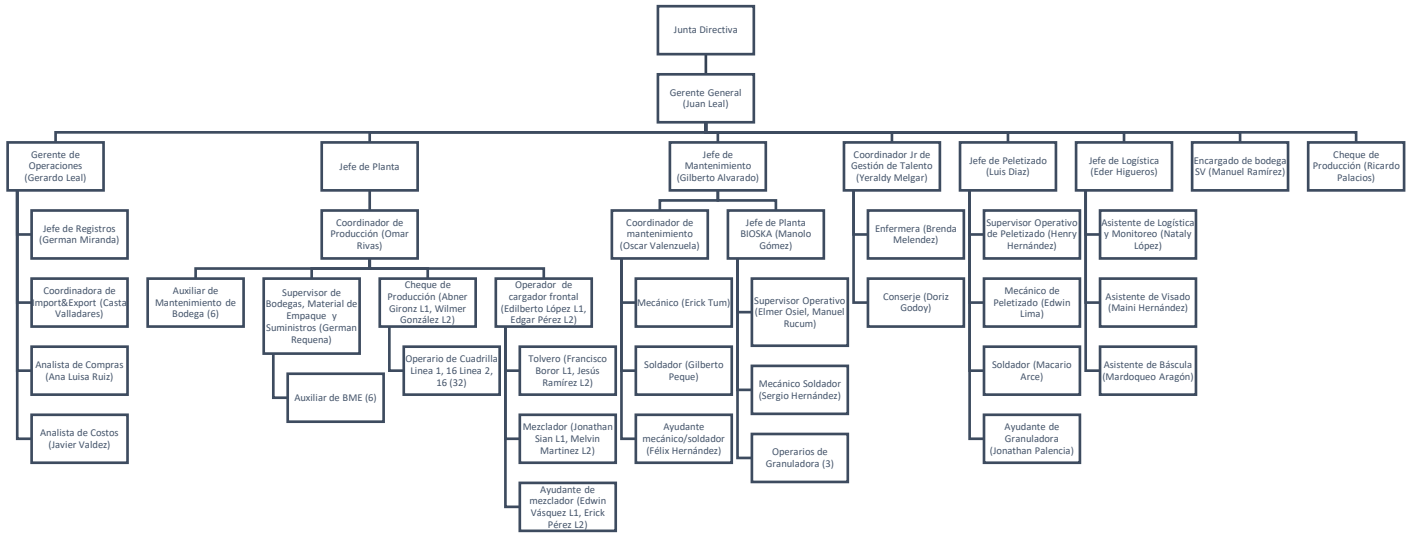 Junta Directiva
Gerente General
(Juan Leal)
Gerente de
Operaciones
(Gerardo Leal)
Jefe de Planta
Jefe de
Mantenimiento
(Gilberto Alvarado)
Coordinador Jr de
Gestión de Talento
(Yeraldy Melgar)
Jefe de Peletizado
(Luis Diaz)
Jefe de Logística
(Eder Higueros)
Encargado de bodega
SV (Manuel Ramírez)
Cheque de
Producción (Ricardo
Palacios)
Jefe de Registros
(German Miranda)
Coordinadora de
Import&Export (Casta
Valladares)
Analista de Compras
(Ana Luisa Ruiz)
Analista de Costos
(Javier Valdez)
Coordinador de
Producción (Omar
Rivas)
Auxiliar de
Mantenimiento de
Bodega (6)
Supervisor de
Bodegas, Material de
Empaque y
Suministros (German
Requena)
Auxiliar de BME (6)
Cheque de
Producción (Abner
Gironz L1, Wilmer
González L2)
Operario de Cuadrilla
Linea 1, 16 Linea 2,
16 (32)
Operador de
cargador frontal
(Edilberto López L1,
Edgar Pérez L2)
Tolvero (Francisco
Boror L1, Jesús
Ramírez L2)
Mezclador (Jonathan
Sian L1, Melvin
Martinez L2)
Ayudante de
mezclador (Edwin
Vásquez L1, Erick
Pérez L2)
Coordinador de
mantenimiento
(Oscar Valenzuela)
Mecánico (Erick Tum)
Soldador (Gilberto
Peque)
Ayudante
mecánico/soldador
(Félix Hernández)
Jefe de Planta
BIOSKA (Manolo
Gómez)
Supervisor Operativo
(Elmer Osiel, Manuel
Rucum)
Mecánico Soldador
(Sergio Hernández)
Operarios de
Granuladora (3)
Enfermera (Brenda
Melendez)
Conserje (Doriz
Godoy)
Supervisor Operativo
de Peletizado (Henry
Hernández)
Mecánico de
Peletizado (Edwin
Lima)
Soldador (Macario
Arce)
Ayudante de
Granuladora
(Jonathan Palencia)
Asistente de Logística
y Monitoreo (Nataly
López)
Asistente de Visado
(Maini Hernández)
Asistente de Báscula
(Mardoqueo Aragón)